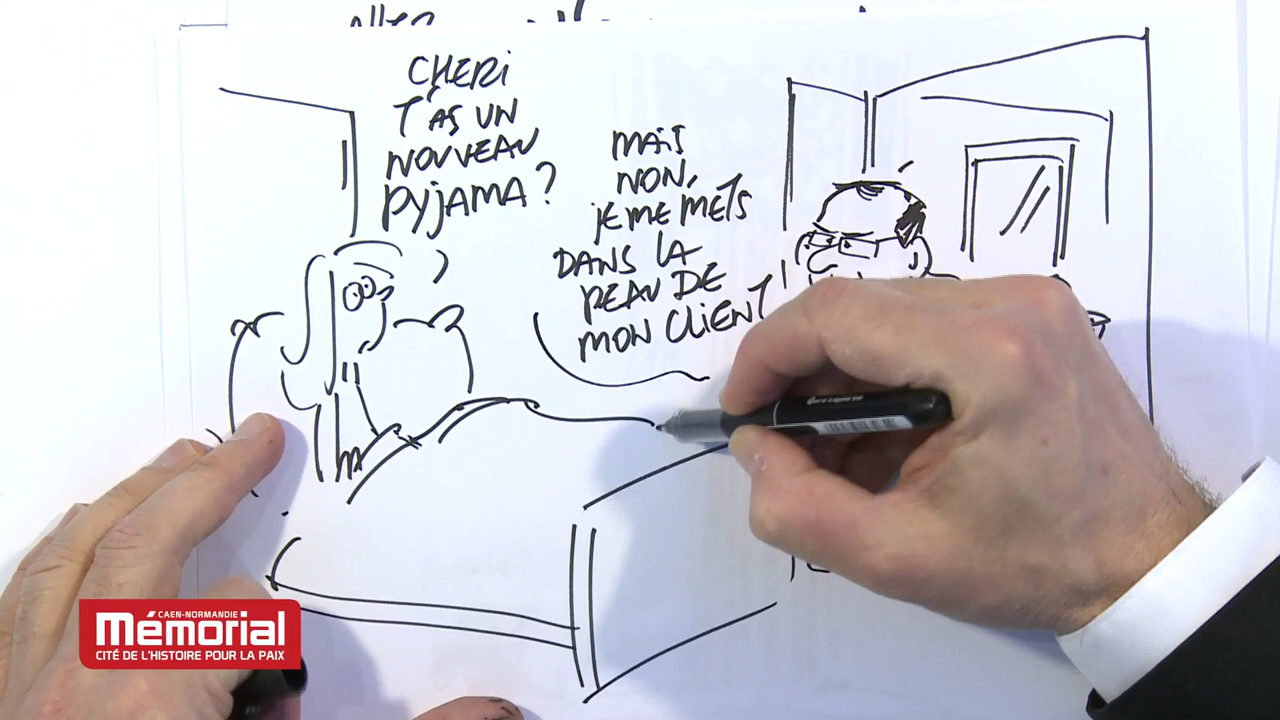 CHERI
T'AS UN
NOUVEAU
PYJAMA ?
MAIS
NON,
JE ME METS
DANS LA
PEAU DE
MON CLIENT
CAEN-NORMANDIE
Mémorial
CITÉ DE L'HISTOIRE POUR LA PAIX